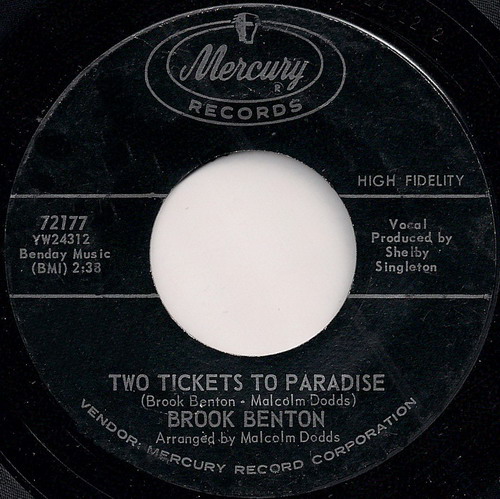 Mercury
R
RECORDS
HIGH FIDELITY
72177
YW24312
Benday Music
(BMI) 2:38
Vocal
Produced by
Shelby
Singleton
TWO TICKETS TO PARADISE
(Brook Benton - Malcolm Dodds)
BROOK BENTON
Arranged by Malcolm Dodds
VENDOR: MERCURY RECORD CORPORATION